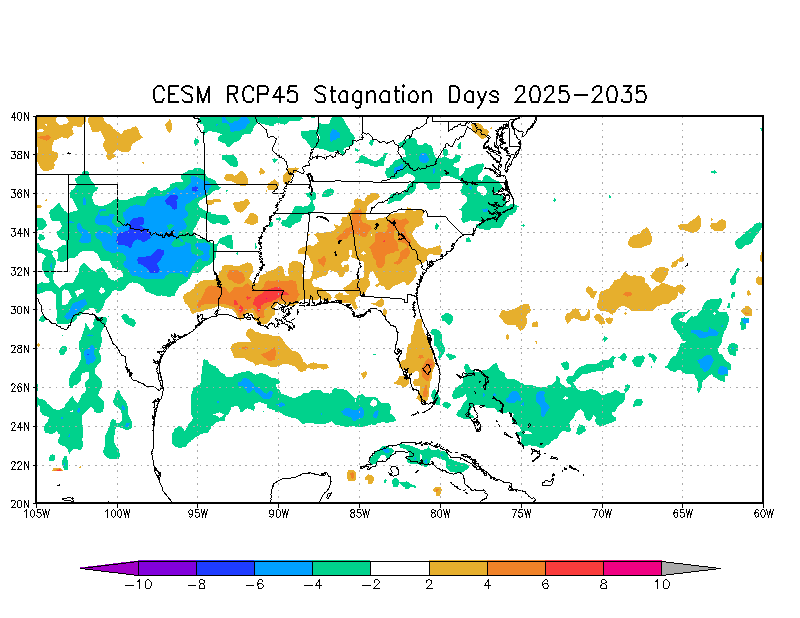 CESM RCP45 Stagnation Days 2025−2035
40N
38N
36N
34N
32N
30N
28N
26N
24N
22N
20N
105W 100W 95W 90W 85W 80W 75W 70W 65W 60W
−10 −8 −6 −4 −2 2 4 6 8 10